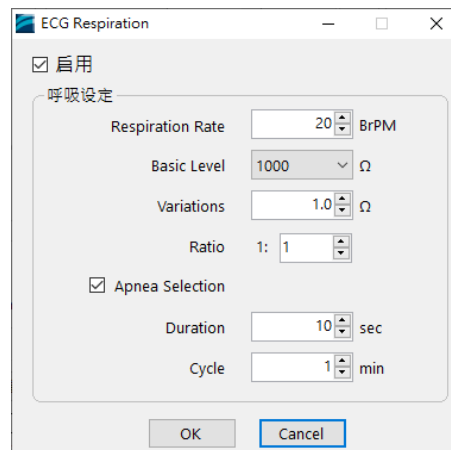 ECG Respiration
启用
呼吸设定
Respiration Rate 20 BrPM
Basic Level 1000 Ω
Variations 1.0 Ω
Ratio 1: 1
Apnea Selection
Duration 10 sec
Cycle 1 min
OK Cancel